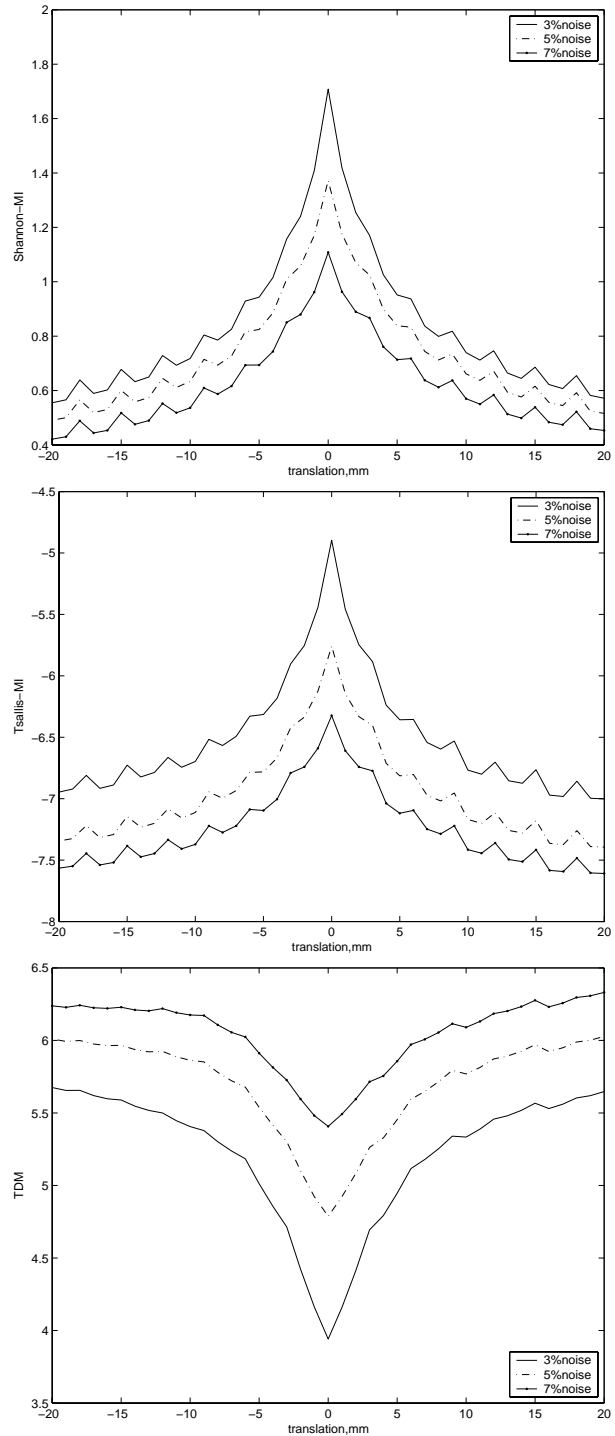 2
1.8
1.6
1.4
1.2
1
0.8
0.6
0.4
Shannon−MI
3%noise
5%noise
7%noise
−20 −15 −10 −5 0 5 10 15 20
translation,mm
−4.5
−5
−5.5
−6
−6.5
−7
−7.5
−8
Tsallis−MI
3%noise
5%noise
7%noise
−20 −15 −10 −5 0 5 10 15 20
translation,mm
6.5
6
5.5
5
4.5
4
3.5
TDM
3%noise
5%noise
7%noise
−20 −15 −10 −5 0 5 10 15 20
translation,mm